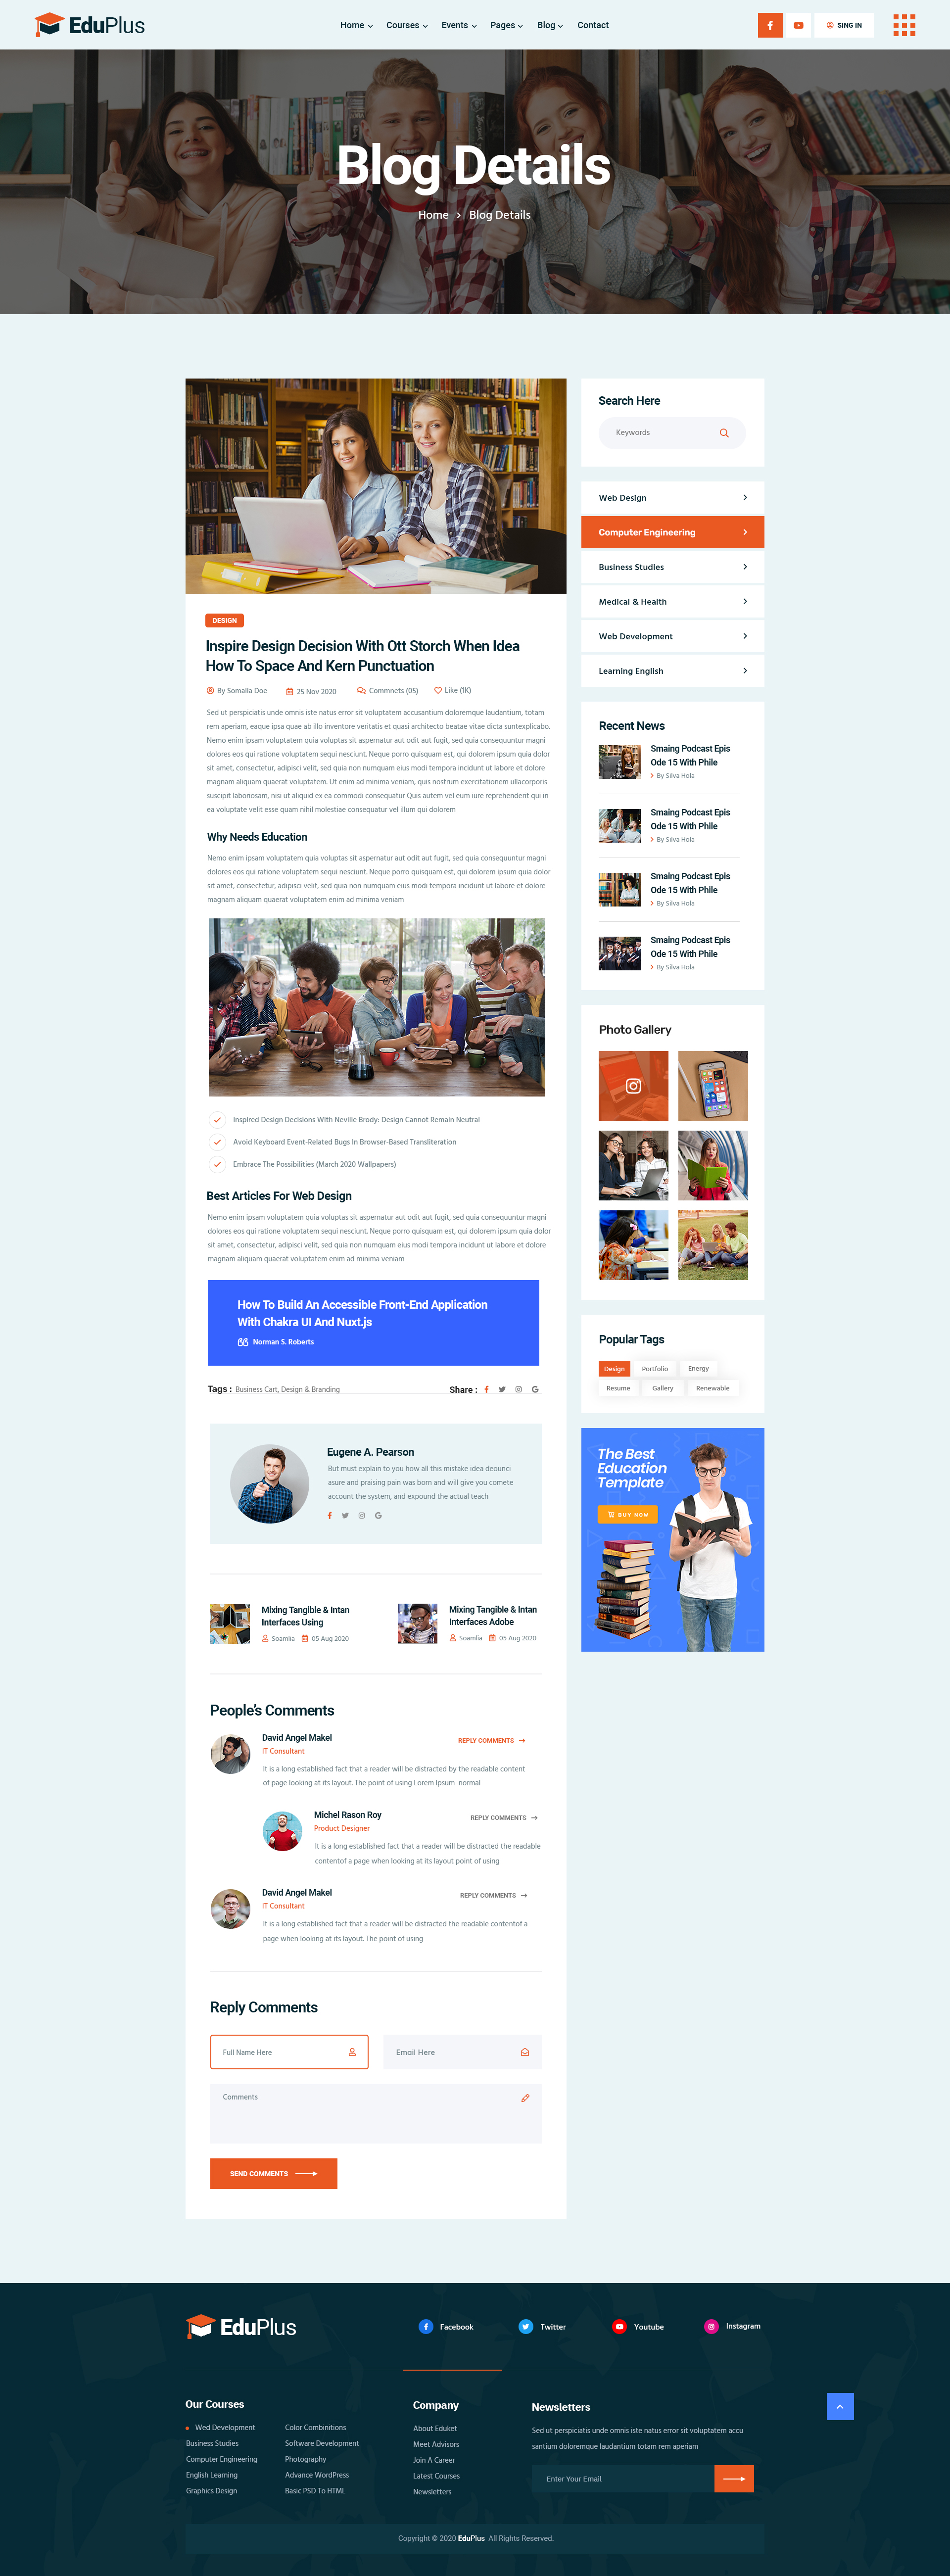 EduPlus
Home Courses Events Pages Blog Contact
SING IN
Blog Details
Home > Blog Details
DESIGN
Inspire Design Decision With Ott Storch When Idea
How To Space And Kern Punctuation
By Somalia Doe 25 Nov 2020 Commnets (05) Like (1K)
Sed ut perspiciatis unde omnis iste natus error sit voluptatem accusantium doloremque laudantium, totam
rem aperiam, eaque ipsa quae ab illo inventore veritatis et quasi architecto beatae vitae dicta suntexplicabo.
Nemo enim ipsam voluptatem quia voluptas sit aspernatur aut odit aut fugit, sed quia consequuntur magni
dolores eos qui ratione voluptatem sequi nesciunt. Neque porro quisquam est, qui dolorem ipsum quia dolor
sit amet, consectetur, adipisci velit, sed quia non numquam eius modi tempora incidunt ut labore et dolore
magnam aliquam quaerat voluptatem. Ut enim ad minima veniam, quis nostrum exercitationem ullacorporis
suscipit laboriosam, nisi ut aliquid ex ea commodi consequatur Quis autem vel eum iure reprehenderit qui in
ea voluptate velit esse quam nihil molestiae consequatur vel illum qui dolorem
Why Needs Education
Nemo enim ipsam voluptatem quia voluptas sit aspernatur aut odit aut fugit, sed quia consequuntur magni
dolores eos qui ratione voluptatem sequi nesciunt. Neque porro quisquam est, qui dolorem ipsum quia dolor
sit amet, consectetur, adipisci velit, sed quia non numquam eius modi tempora incidunt ut labore et dolore
magnam aliquam quaerat voluptatem enim ad minima veniam
Inspired Design Decisions With Neville Brody: Design Cannot Remain Neutral
Avoid Keyboard Event-Related Bugs In Browser-Based Transliteration
Embrace The Possibilities (March 2020 Wallpapers)
Best Articles For Web Design
Nemo enim ipsam voluptatem quia voluptas sit aspernatur aut odit aut fugit, sed quia consequuntur magni
dolores eos qui ratione voluptatem sequi nesciunt. Neque porro quisquam est, qui dolorem ipsum quia dolor
sit amet, consectetur, adipisci velit, sed quia non numquam eius modi tempora incidunt ut labore et dolore
magnam aliquam quaerat voluptatem enim ad minima veniam
How To Build An Accessible Front-End Application
With Chakra UI And Nuxt.js
Norman S. Roberts
Tags : Business Cart, Design & Branding Share :
Eugene A. Pearson
But must explain to you how all this mistake idea deounci
asure and praising pain was born and will give you comete
account the system, and expound the actual teach
Mixing Tangible & Intan
Interfaces Using
Soamlia 05 Aug 2020
Mixing Tangible & Intan
Interfaces Adobe
Soamlia 05 Aug 2020
People's Comments
David Angel Makel
IT Consultant
REPLY COMMENTS
It is a long established fact that a reader will be distracted by the readable content
of page looking at its layout. The point of using Lorem Ipsum normal
Michel Rason Roy
Product Designer
REPLY COMMENTS
It is a long established fact that a reader will be distracted the readable
contentof a page when looking at its layout point of using
David Angel Makel
IT Consultant
REPLY COMMENTS
It is a long established fact that a reader will be distracted the readable contentof a
page when looking at its layout. The point of using
Reply Comments
Full Name Here
Email Here
Comments
SEND COMMENTS
Search Here
Keywords
Web Design
Computer Engineering
Business Studies
Medical & Health
Web Development
Learning English
Recent News
Smaing Podcast Epis
Ode 15 With Phile
By Silva Hola
Smaing Podcast Epis
Ode 15 With Phile
By Silva Hola
Smaing Podcast Epis
Ode 15 With Phile
By Silva Hola
Smaing Podcast Epis
Ode 15 With Phile
By Silva Hola
Photo Gallery
Popular Tags
Design Portfolio Energy
Resume Gallery Renewable
The Best
Education
Template
BUY NOW
EduPlus
Facebook Twitter Youtube Instagram
Our Courses
Wed Development
Business Studies
Computer Engineering
English Learning
Graphics Design
Color Combinitions
Software Development
Photography
Advance WordPress
Basic PSD To HTML
Company
About Eduket
Meet Advisors
Join A Career
Latest Courses
Newsletters
Newsletters
Sed ut perspiciatis unde omnis iste natus error sit voluptatem accu
santium doloremque laudantium totam rem aperiam
Enter Your Email
Copyright © 2020 EduPlus All Rights Reserved.